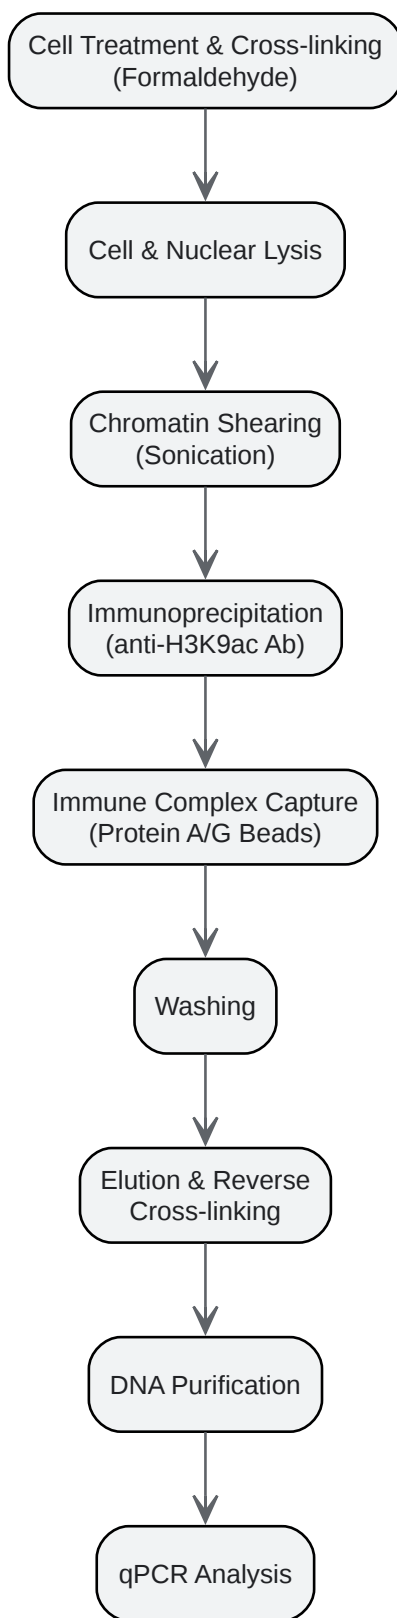 Cell Treatment & Cross-linking
(Formaldehyde)
Cell & Nuclear Lysis
Chromatin Shearing
(Sonication)
Immunoprecipitation
(anti-H3K9ac Ab)
Immune Complex Capture
(Protein A/G Beads)
Washing
Elution & Reverse
Cross-linking
DNA Purification
qPCR Analysis